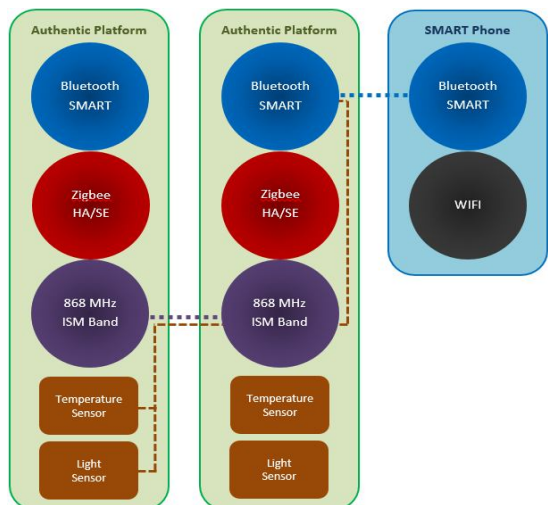 Authentic Platform
Bluetooth
SMART
Zigbee
HA/SE
868 MHz
ISM Band
Temperature
Sensor
Light
Sensor
Authentic Platform
Bluetooth
SMART
Zigbee
HA/SE
868 MHz
ISM Band
Temperature
Sensor
Light
Sensor
SMART Phone
Bluetooth
SMART
WIFI